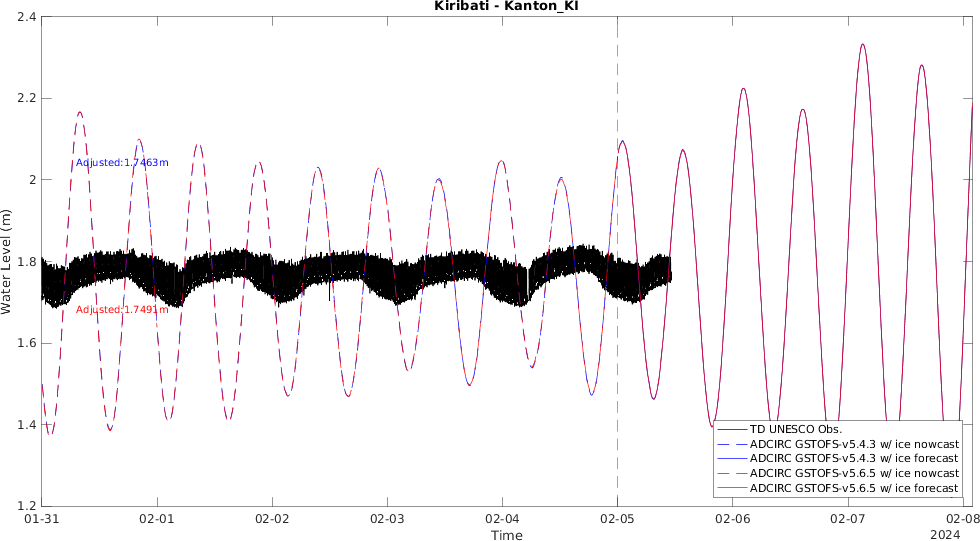 Kiribati - Kanton_KI
2.4
2.2
2
1.8
1.6
1.4
1.2
Water Level (m)
Adjusted:1.7463m
Adjusted:1.7491m
TD UNESCO Obs.
ADCIRC GSTOFS-v5.4.3 w/ ice nowcast
ADCIRC GSTOFS-v5.4.3 w/ ice forecast
ADCIRC GSTOFS-v5.6.5 w/ ice nowcast
ADCIRC GSTOFS-v5.6.5 w/ ice forecast
01-31 02-01 02-02 02-03 02-04 02-05 02-06 02-07 02-08
Time
2024